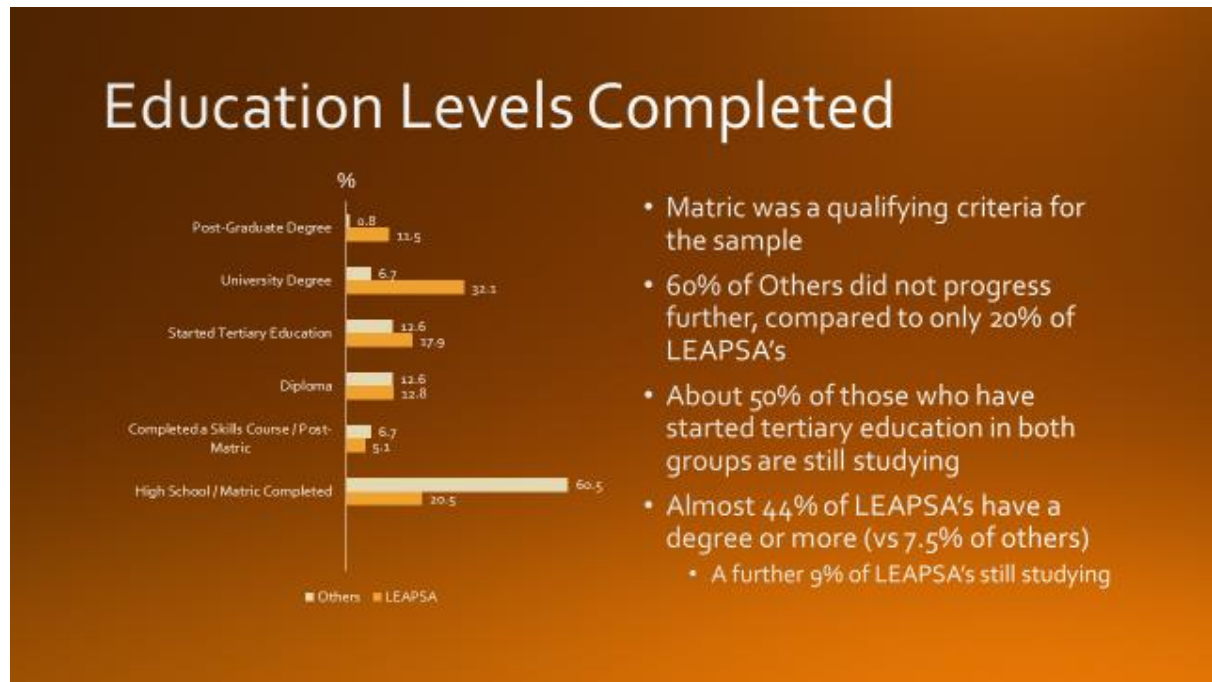 Education Levels Completed
%
Post-Graduate Degree
0.8
11.5
University Degree
6.7
32.1
Started Tertiary Education
12.6
17.9
Diploma
12.6
12.8
Completed a Skills Course / Post-
Matric
6.7
5.1
High School / Matric Completed
60.5
20.5
Others LEAPSA
• Matric was a qualifying criteria for
the sample
• 60% of Others did not progress
further, compared to only 20% of
LEAPSA's
• About 50% of those who have
started tertiary education in both
groups are still studying
• Almost 44% of LEAPSA's have a
degree or more (vs 7.5% of others)
• A further 9% of LEAPSA's still studying